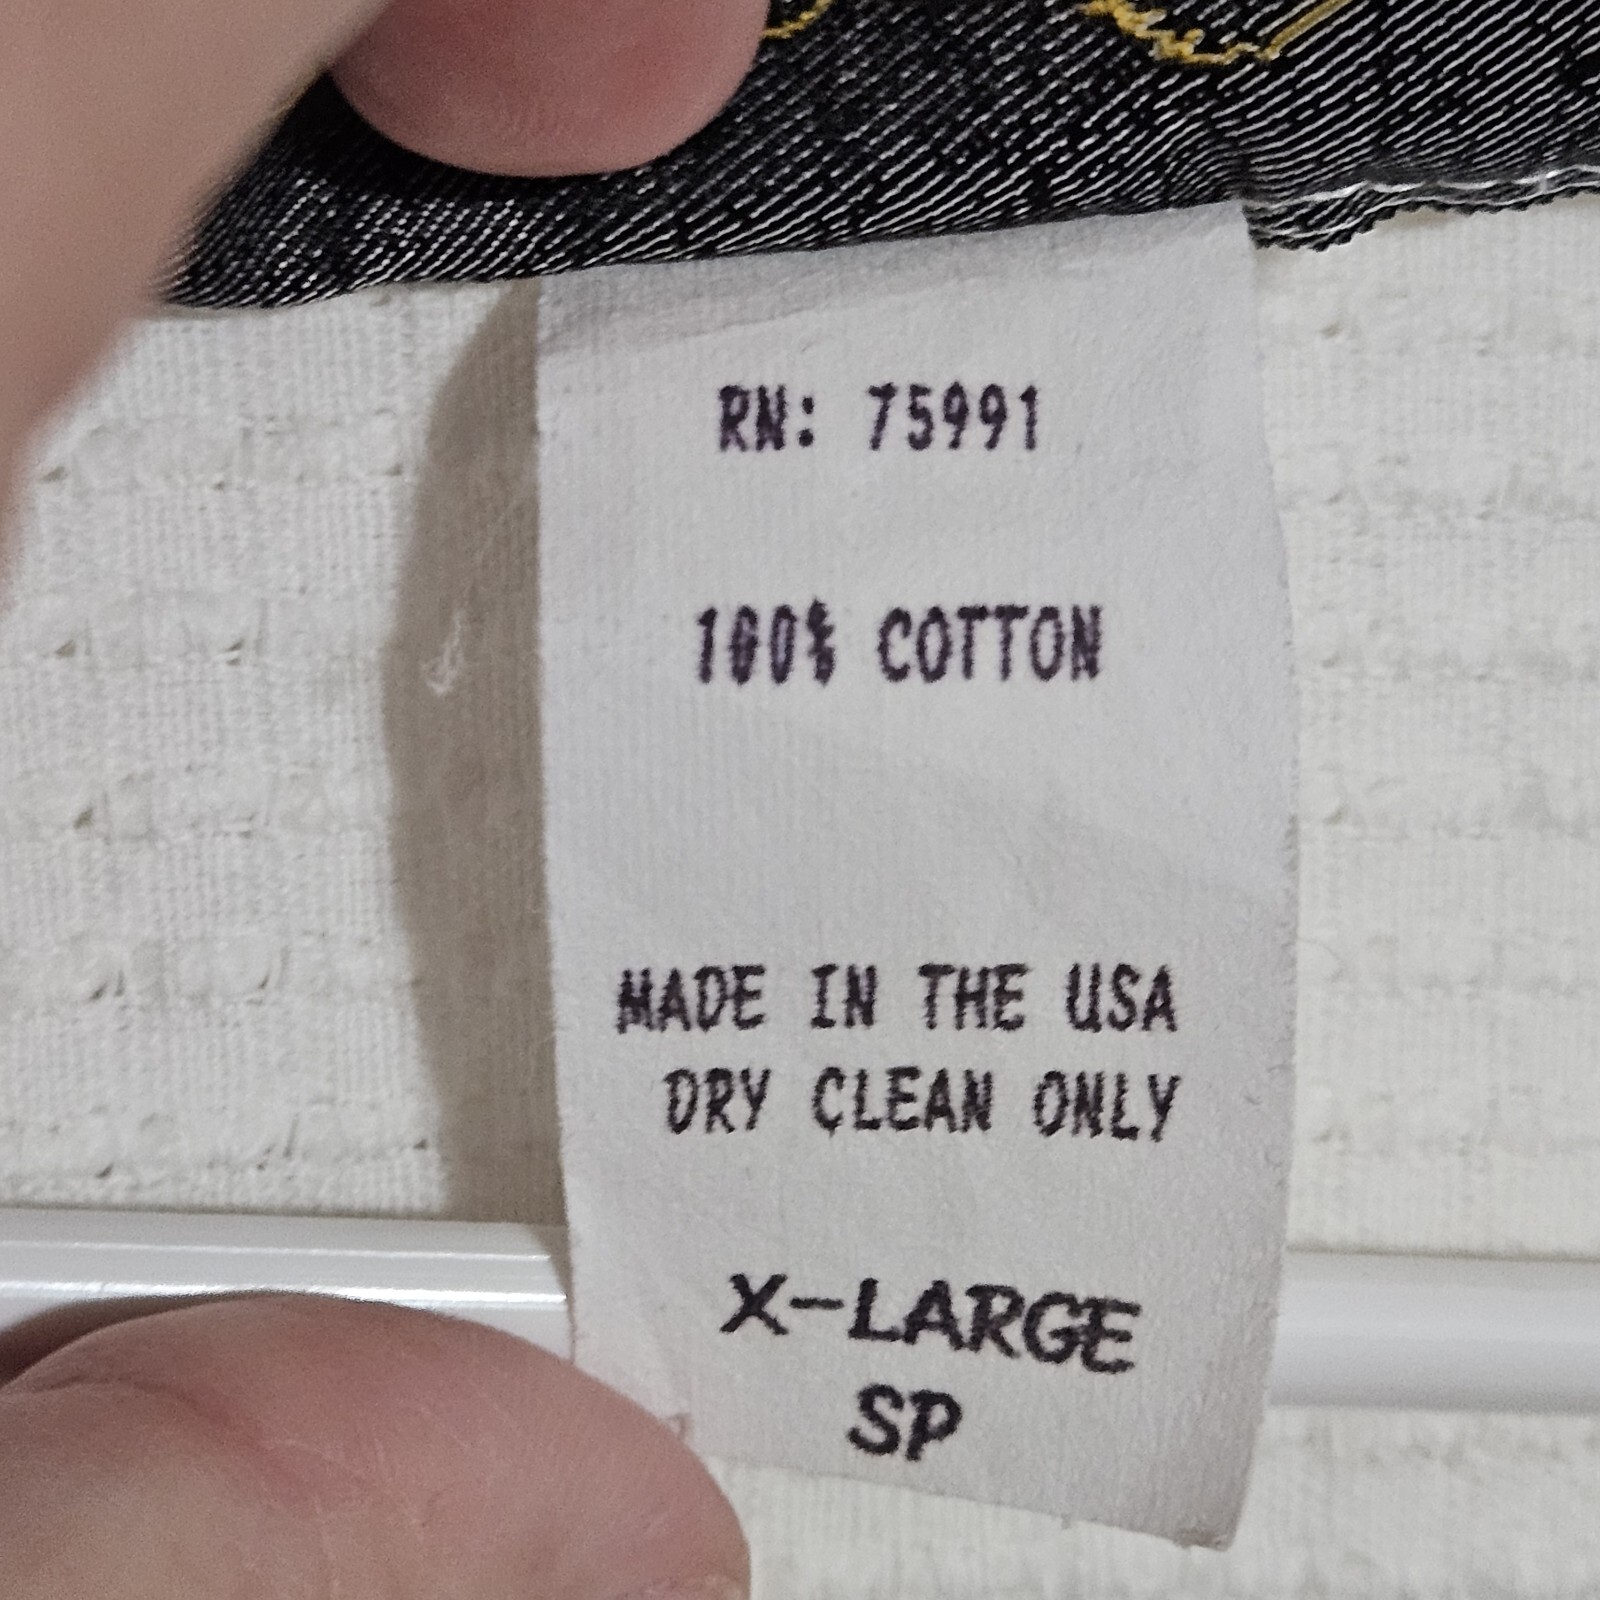 RN: 75991
100% COTTON
MADE IN THE USA
DRY CLEAN ONLY
X-LARGE
SP